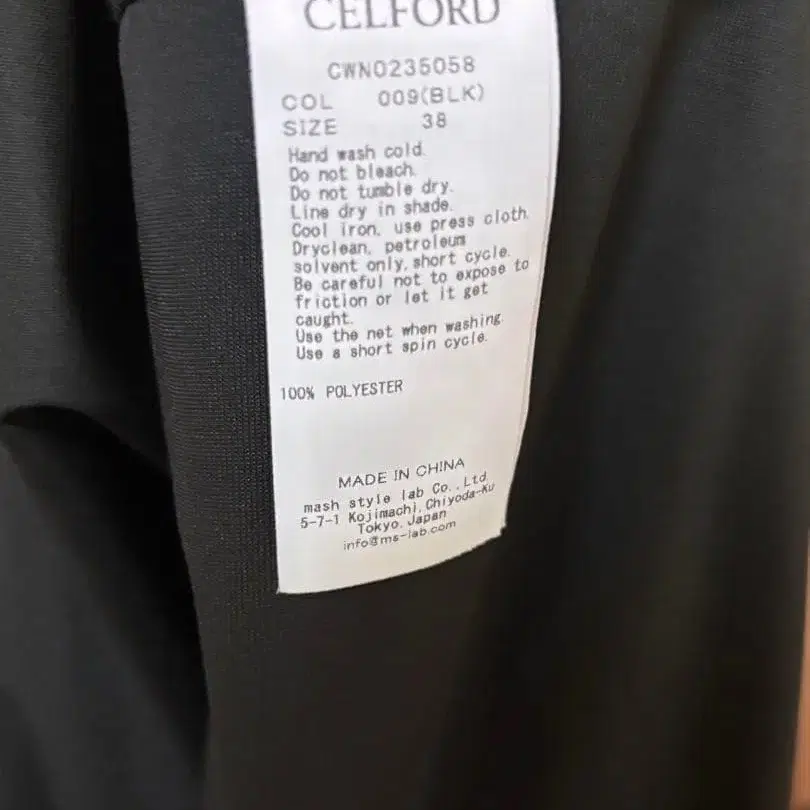 CELFORD
CWNO235058
COL 009(BLK)
SIZE 38
Hand wash cold.
Do not bleach.
Do not tumble dry.
Line dry in shade.
Cool iron, use press cloth.
Dryclean, petroleum
solvent only, short cycle.
Be careful not to expose to
friction or let it get
caught.
Use the net when washing.
Use a short spin cycle.
100% POLYESTER
MADE IN CHINA
mash style lab Co.,Ltd.
5-7-1 Kojimachi, Chiyoda-Ku
Tokyo, Japan
info@ms-lab.com